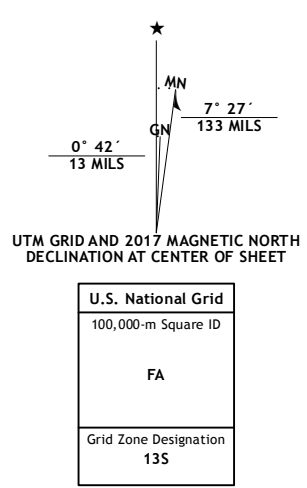 MN
7° 27´
133 MILS
GN
0° 42´
13 MILS
UTM GRID AND 2017 MAGNETIC NORTH
DECLINATION AT CENTER OF SHEET
U.S. National Grid
100,000-m Square ID
FA
Grid Zone Designation
13S